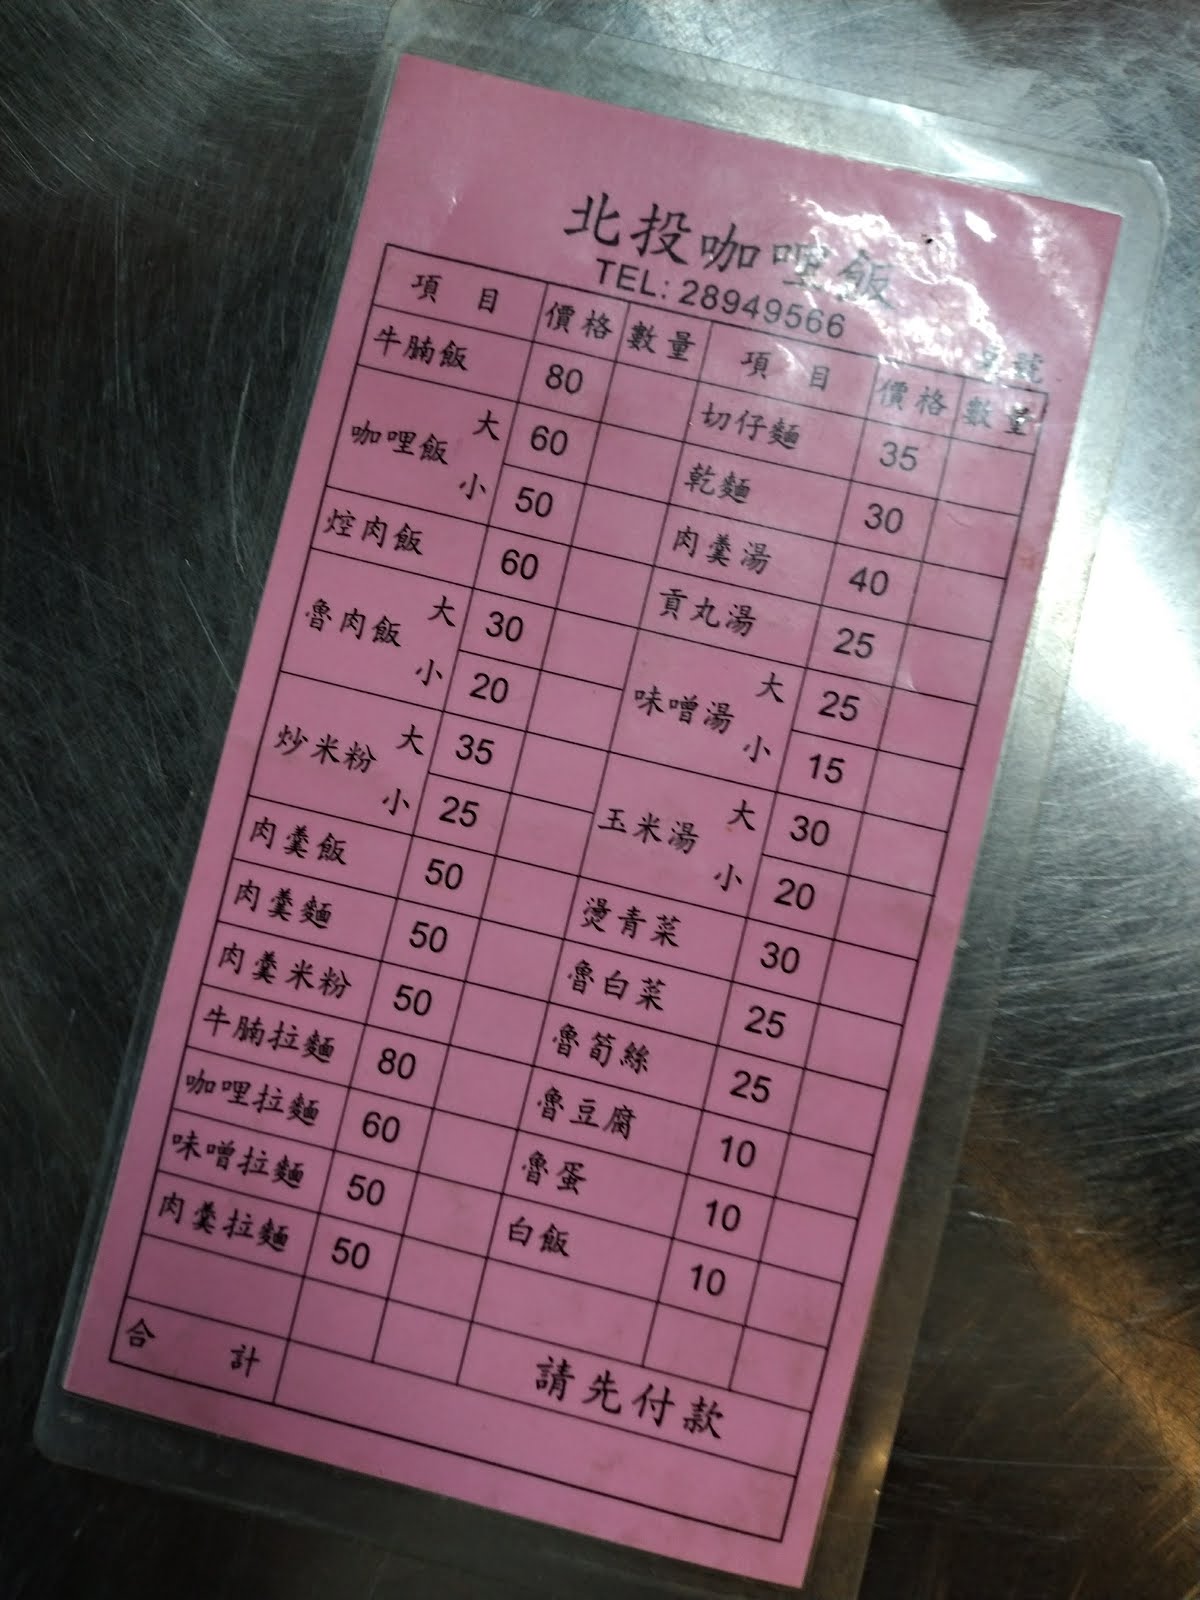 北投咖哩飯
TEL: 28949566
號
項 目 價格 數量 項 目 價格 數量
牛腩飯 80 切仔麵 35
咖哩飯 大 60 乾麵 30
小 50 肉羹湯 40
焢肉飯 60 貢丸湯 25
魯肉飯 大 30 味噌湯 大 25
小 20 小 15
炒米粉 大 35 玉米湯 大 30
小 25 小 20
肉羹飯 50 燙青菜 30
肉羹麵 50 魯白菜 25
肉羹米粉 50 魯筍絲 25
牛腩拉麵 80 魯豆腐 10
咖哩拉麵 60 魯蛋 10
味噌拉麵 50 白飯 10
肉羹拉麵 50
合 計 請先付款